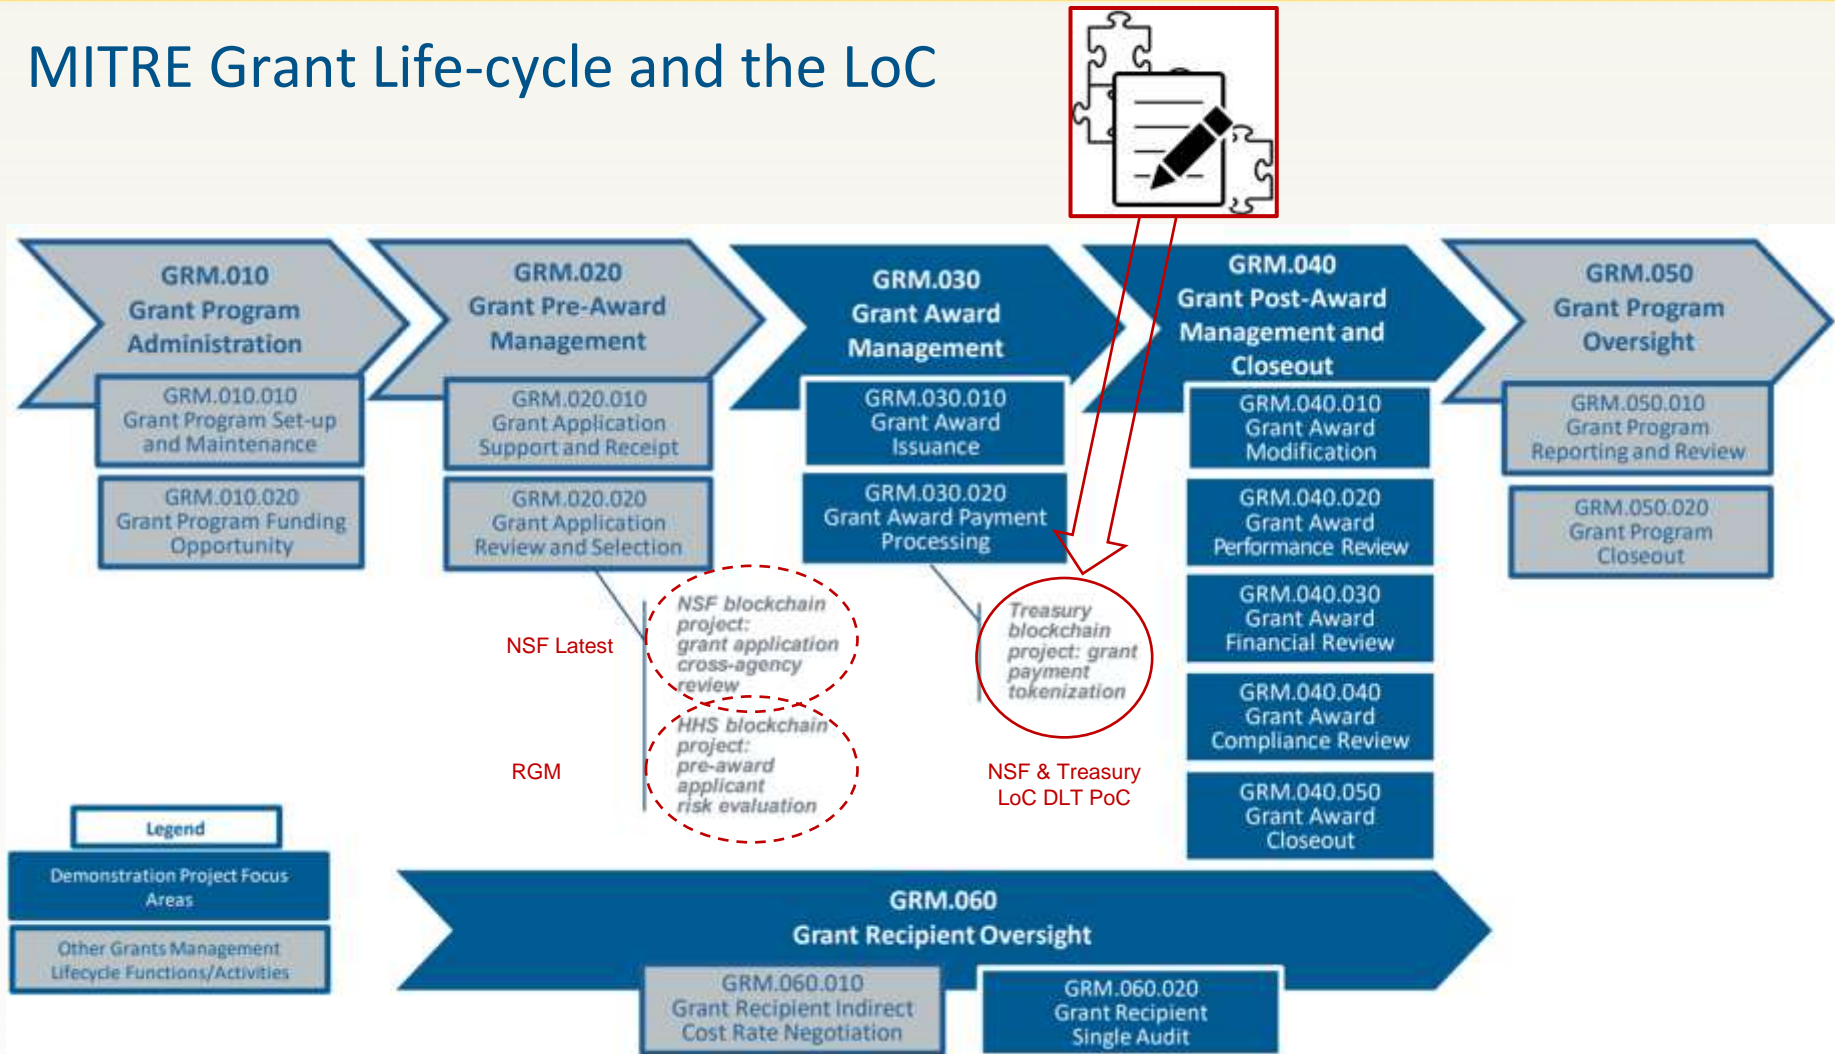 MITRE Grant Life-cycle and the LoC
GRM.010
Grant Program
Administration
GRM.010.010
Grant Program Set-up
and Maintenance
GRM.010.020
Grant Program Funding
Opportunity
GRM.020
Grant Pre-Award
Management
GRM.020.010
Grant Application
Support and Receipt
GRM.020.020
Grant Application
Review and Selection
NSF Latest
NSF blockchain
project:
grant application
cross-agency
review
RGM
HHS blockchain
project:
pre-award
applicant
risk evaluation
GRM.030
Grant Award
Management
GRM.030.010
Grant Award
Issuance
GRM.030.020
Grant Award Payment
Processing
Treasury
blockchain
project: grant
payment
tokenization
NSF & Treasury
LoC DLT PoC
GRM.040
Grant Post-Award
Management and
Closeout
GRM.040.010
Grant Award
Modification
GRM.040.020
Grant Award
Performance Review
GRM.040.030
Grant Award
Financial Review
GRM.040.040
Grant Award
Compliance Review
GRM.040.050
Grant Award
Closeout
GRM.050
Grant Program
Oversight
GRM.050.010
Grant Program
Reporting and Review
GRM.050.020
Grant Program
Closeout
Legend
Demonstration Project Focus
Areas
Other Grants Management
Lifecycle Functions/Activities
GRM.060
Grant Recipient Oversight
GRM.060.010
Grant Recipient Indirect
Cost Rate Negotiation
GRM.060.020
Grant Recipient
Single Audit